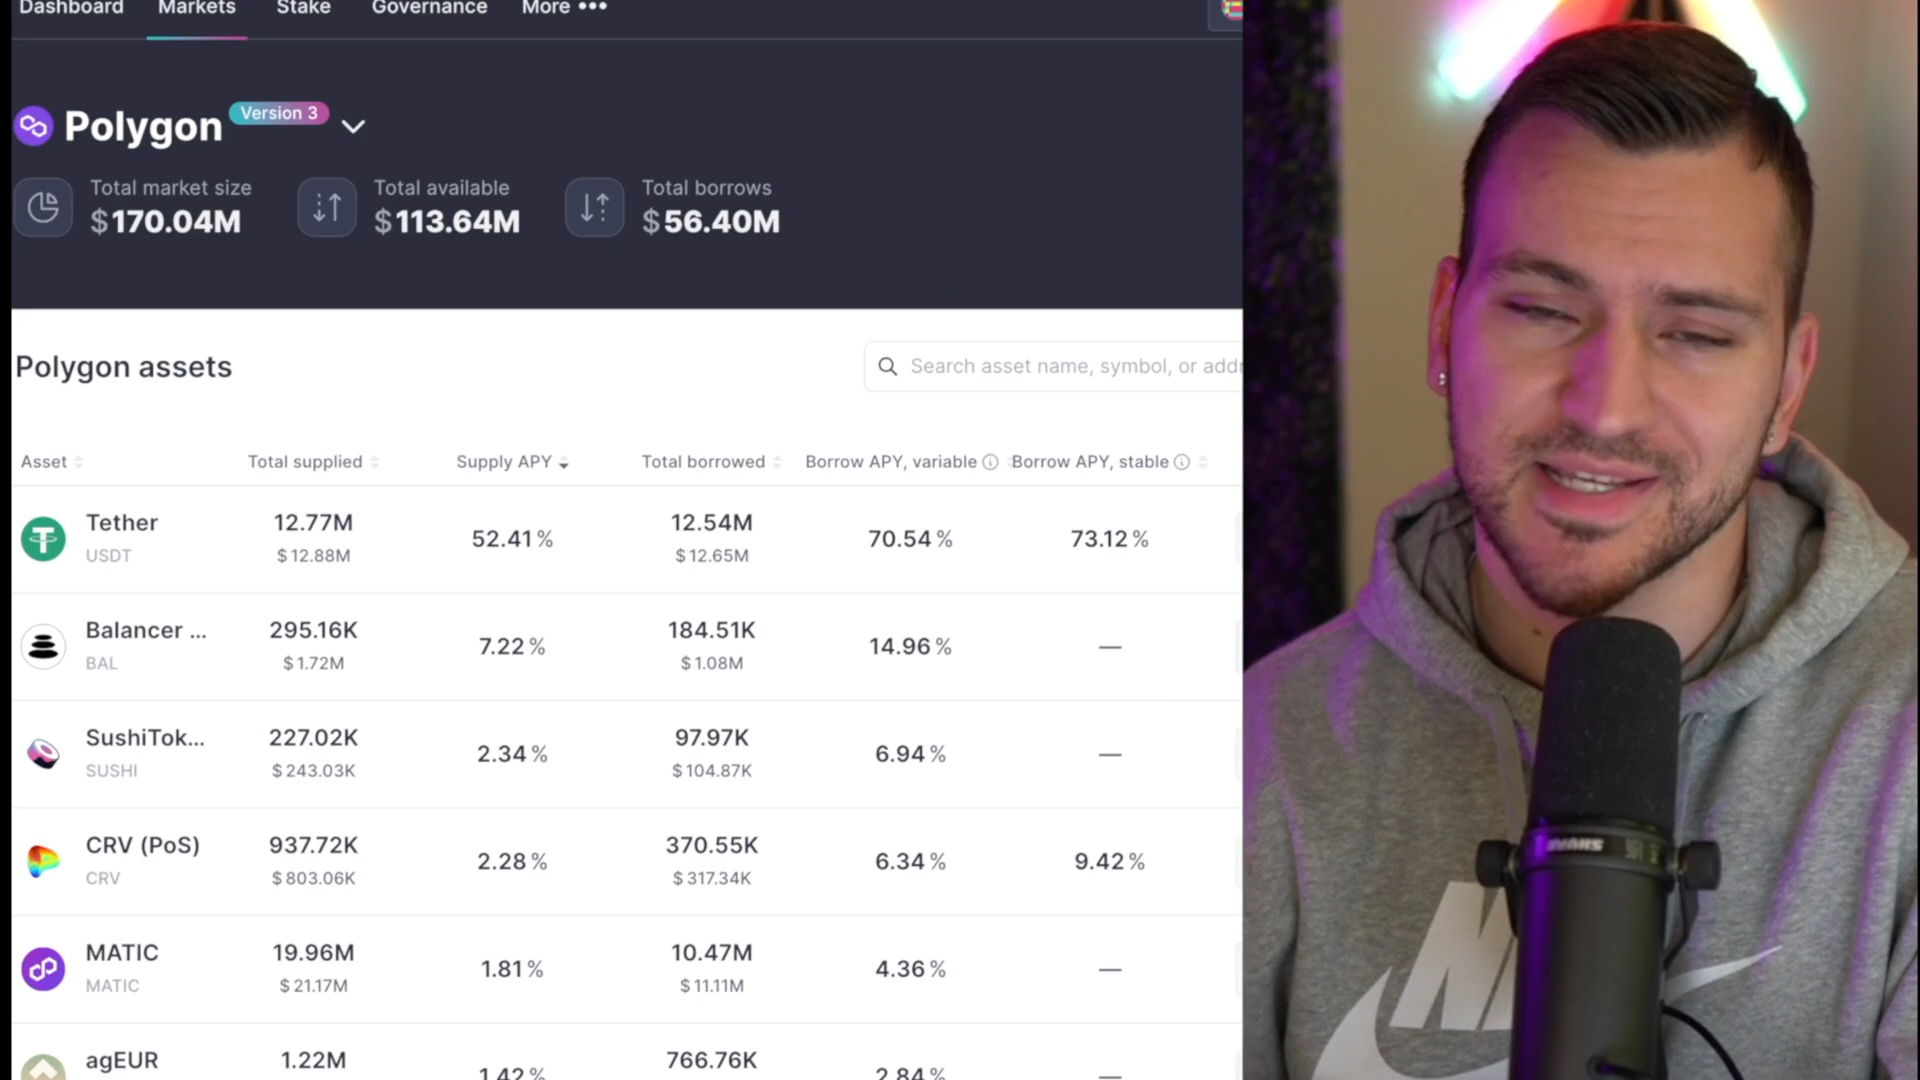 Dashboard Markets Stake Governance More •••
Polygon Version 3
Total market size Total available Total borrows
$170.04M $113.64M $56.40M
Polygon assets
Search asset name, symbol, or addr
Asset Total supplied Supply APY Total borrowed Borrow APY, variable Borrow APY, stable
Tether 12.77M 52.41 % 12.54M 70.54 % 73.12 %
USDT $ 12.88M $ 12.65M
Balancer ... 295.16K 7.22 % 184.51K 14.96 % —
BAL $ 1.72M $ 1.08M
SushiTok... 227.02K 2.34 % 97.97K 6.94 % —
SUSHI $ 243.03K $ 104.87K
CRV (PoS) 937.72K 2.28 % 370.55K 6.34 % 9.42 %
CRV $ 803.06K $ 317.34K
MATIC 19.96M 1.81 % 10.47M 4.36 % —
MATIC $ 21.17M $ 11.11M
agEUR 1.22M 1.42 % 766.76K 2.84 % —
SHURE